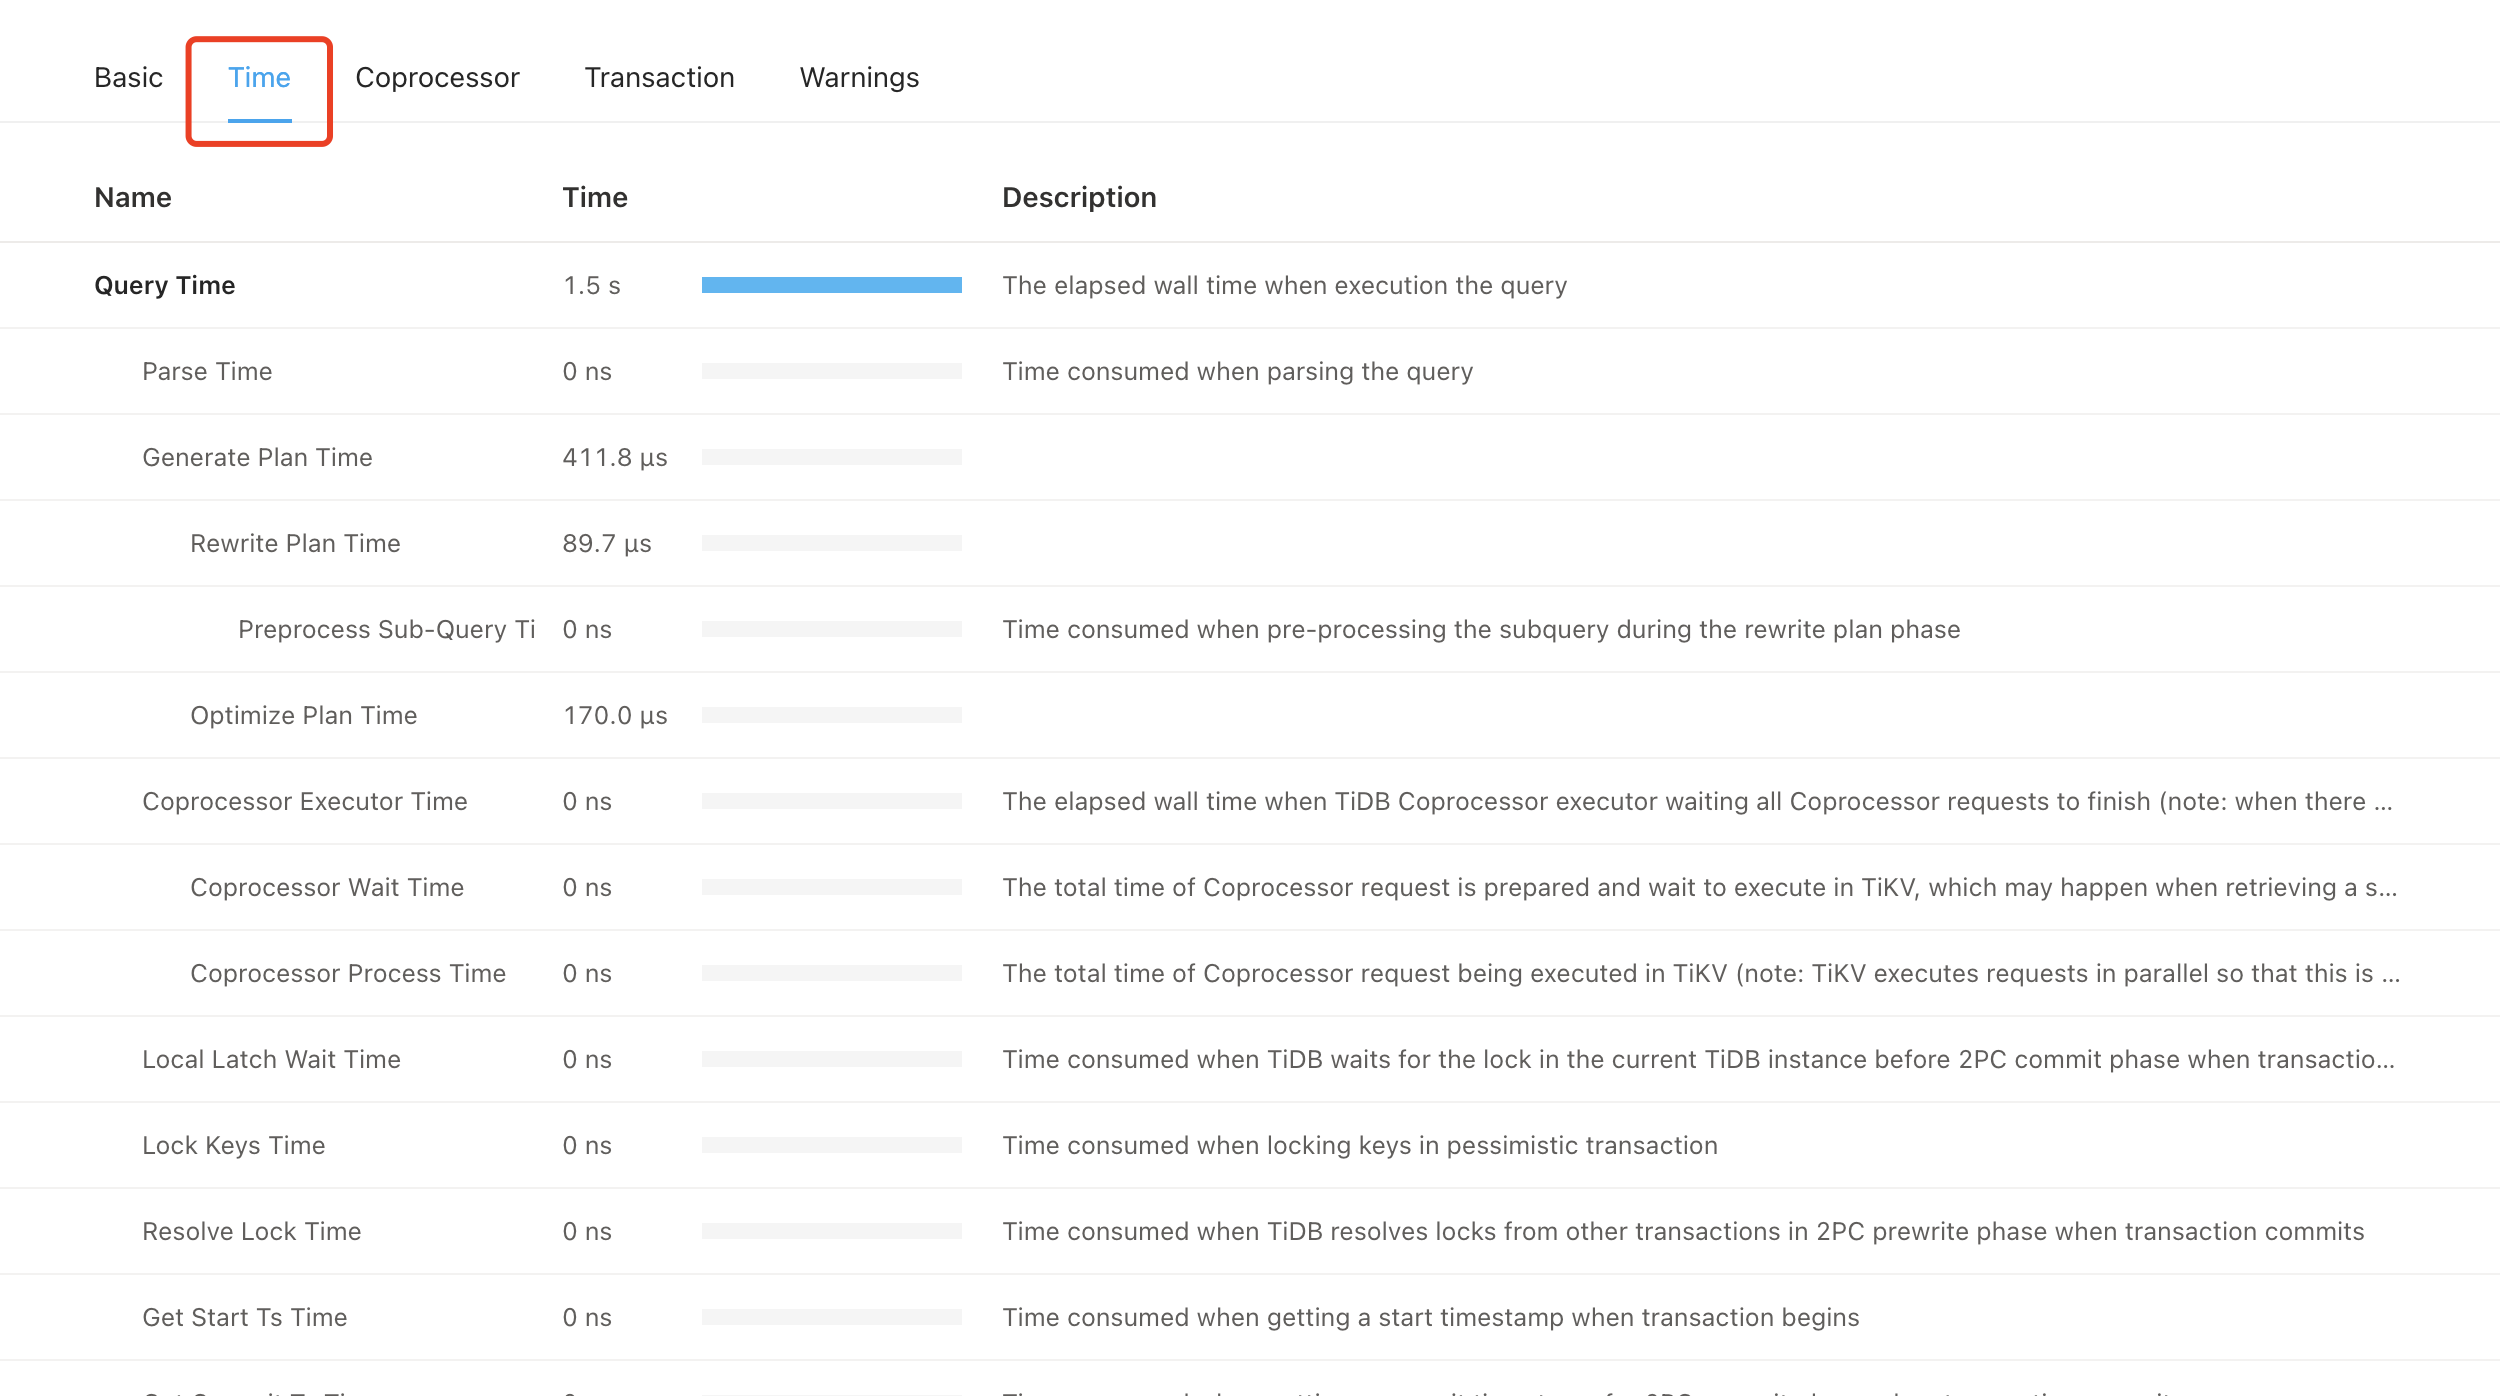 Basic Time Coprocessor Transaction Warnings
Name Time Description
Query Time 1.5 s The elapsed wall time when execution the query
Parse Time 0 ns Time consumed when parsing the query
Generate Plan Time 411.8 µs
Rewrite Plan Time 89.7 µs
Preprocess Sub-Query Ti 0 ns Time consumed when pre-processing the subquery during the rewrite plan phase
Optimize Plan Time 170.0 µs
Coprocessor Executor Time 0 ns The elapsed wall time when TiDB Coprocessor executor waiting all Coprocessor requests to finish (note: when there ...
Coprocessor Wait Time 0 ns The total time of Coprocessor request is prepared and wait to execute in TiKV, which may happen when retrieving a s...
Coprocessor Process Time 0 ns The total time of Coprocessor request being executed in TiKV (note: TiKV executes requests in parallel so that this is ...
Local Latch Wait Time 0 ns Time consumed when TiDB waits for the lock in the current TiDB instance before 2PC commit phase when transactio...
Lock Keys Time 0 ns Time consumed when locking keys in pessimistic transaction
Resolve Lock Time 0 ns Time consumed when TiDB resolves locks from other transactions in 2PC prewrite phase when transaction commits
Get Start Ts Time 0 ns Time consumed when getting a start timestamp when transaction begins